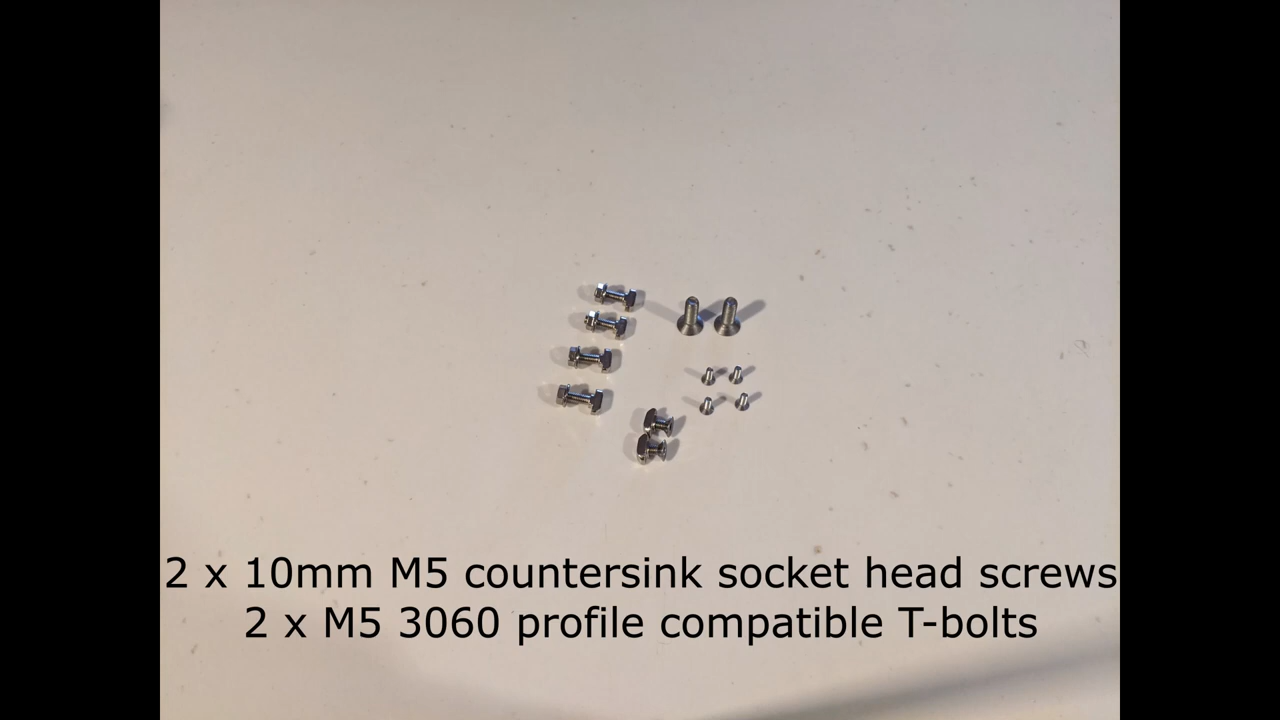 2 x 10mm M5 countersink socket head screws
2 x M5 3060 profile compatible T-bolts